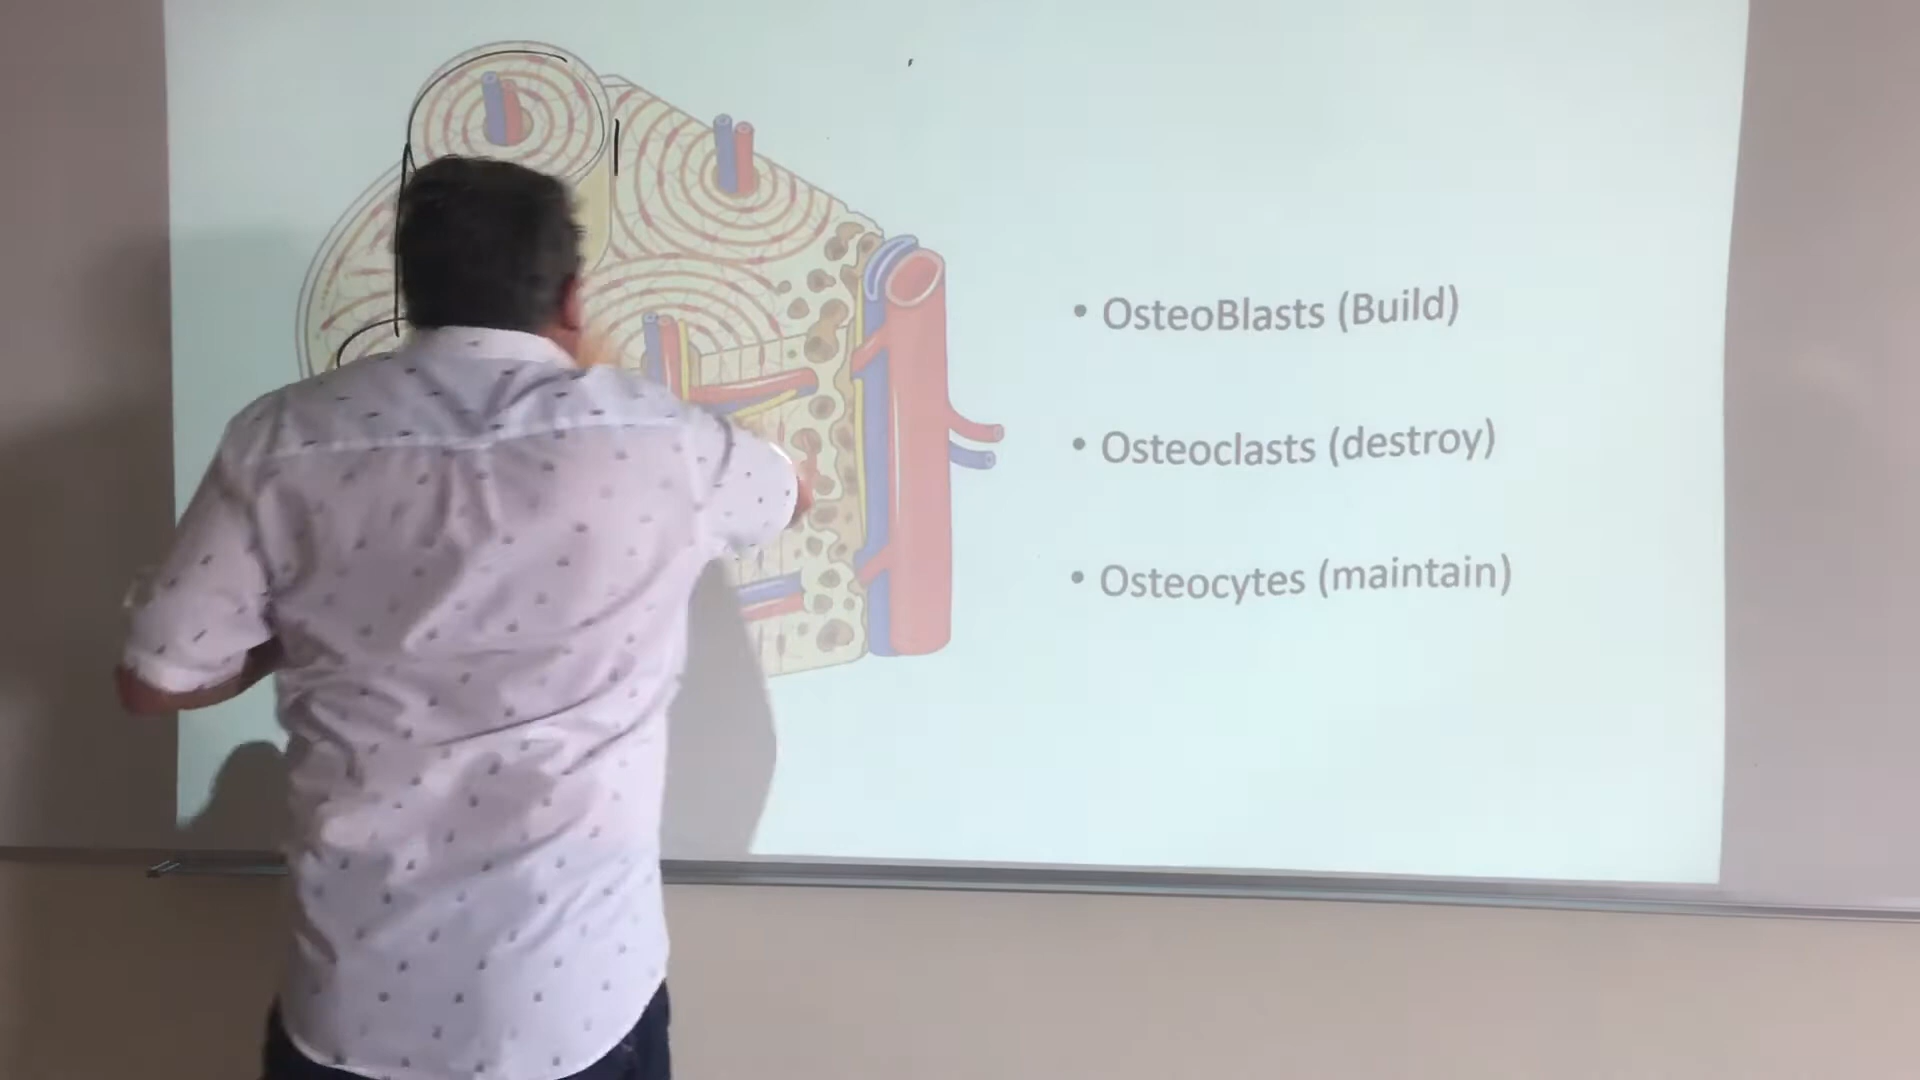 • OsteoBlasts (Build)
• Osteoclasts (destroy)
• Osteocytes (maintain)